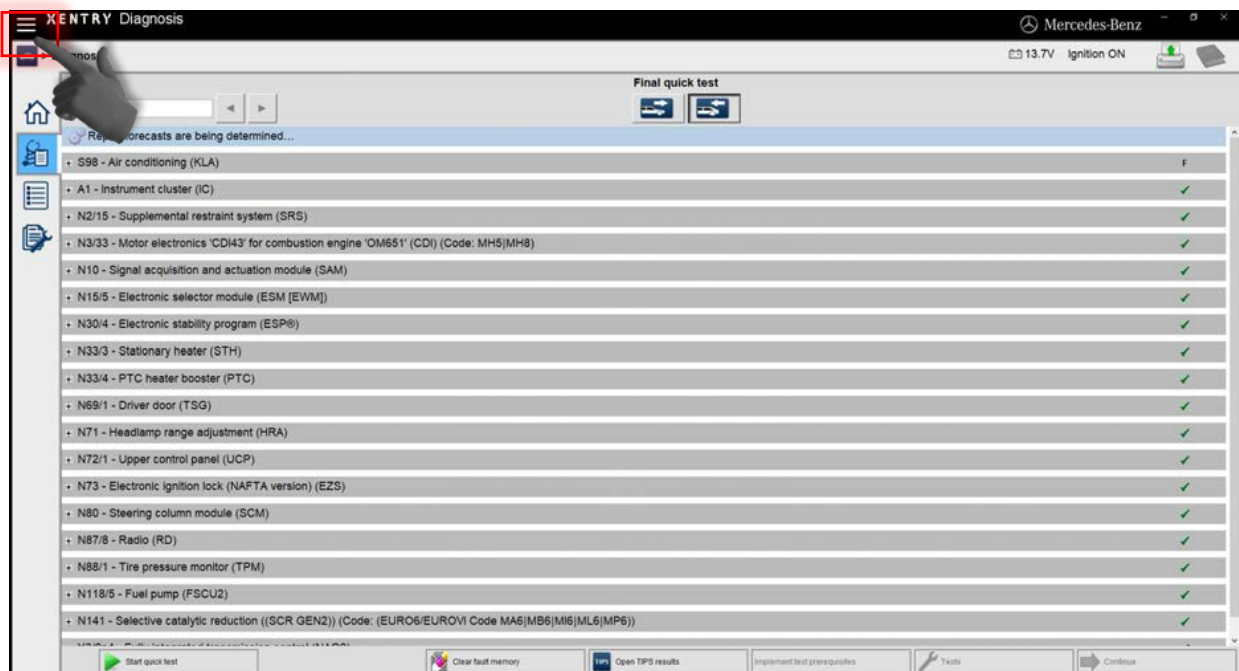 XENTRY Diagnosis
Mercedes-Benz
13.7V Ignition ON
Final quick test
forecasts are being determined...
+ S98 - Air conditioning (KLA) F
+ A1 - Instrument cluster (IC)
+ N2/15 - Supplemental restraint system (SRS)
+ N3/33 - Motor electronics 'CDI43' for combustion engine 'OM651' (CDI) (Code: MH5|MH8)
+ N10 - Signal acquisition and actuation module (SAM)
+ N15/5 - Electronic selector module (ESM [EWM])
+ N30/4 - Electronic stability program (ESP®)
+ N33/3 - Stationary heater (STH)
+ N33/4 - PTC heater booster (PTC)
+ N69/1 - Driver door (TSG)
+ N71 - Headlamp range adjustment (HRA)
+ N72/1 - Upper control panel (UCP)
+ N73 - Electronic ignition lock (NAFTA version) (EZS)
+ N80 - Steering column module (SCM)
+ N87/8 - Radio (RD)
+ N88/1 - Tire pressure monitor (TPM)
+ N118/5 - Fuel pump (FSCU2)
+ N141 - Selective catalytic reduction ((SCR GEN2)) (Code: (EURO6/EUROVI Code MA6|MB6|MI6|ML6|MP6))
Start quick test
Clear fault memory
TIPS Open TIPS results
Implement test prerequisites
Tests
Continue